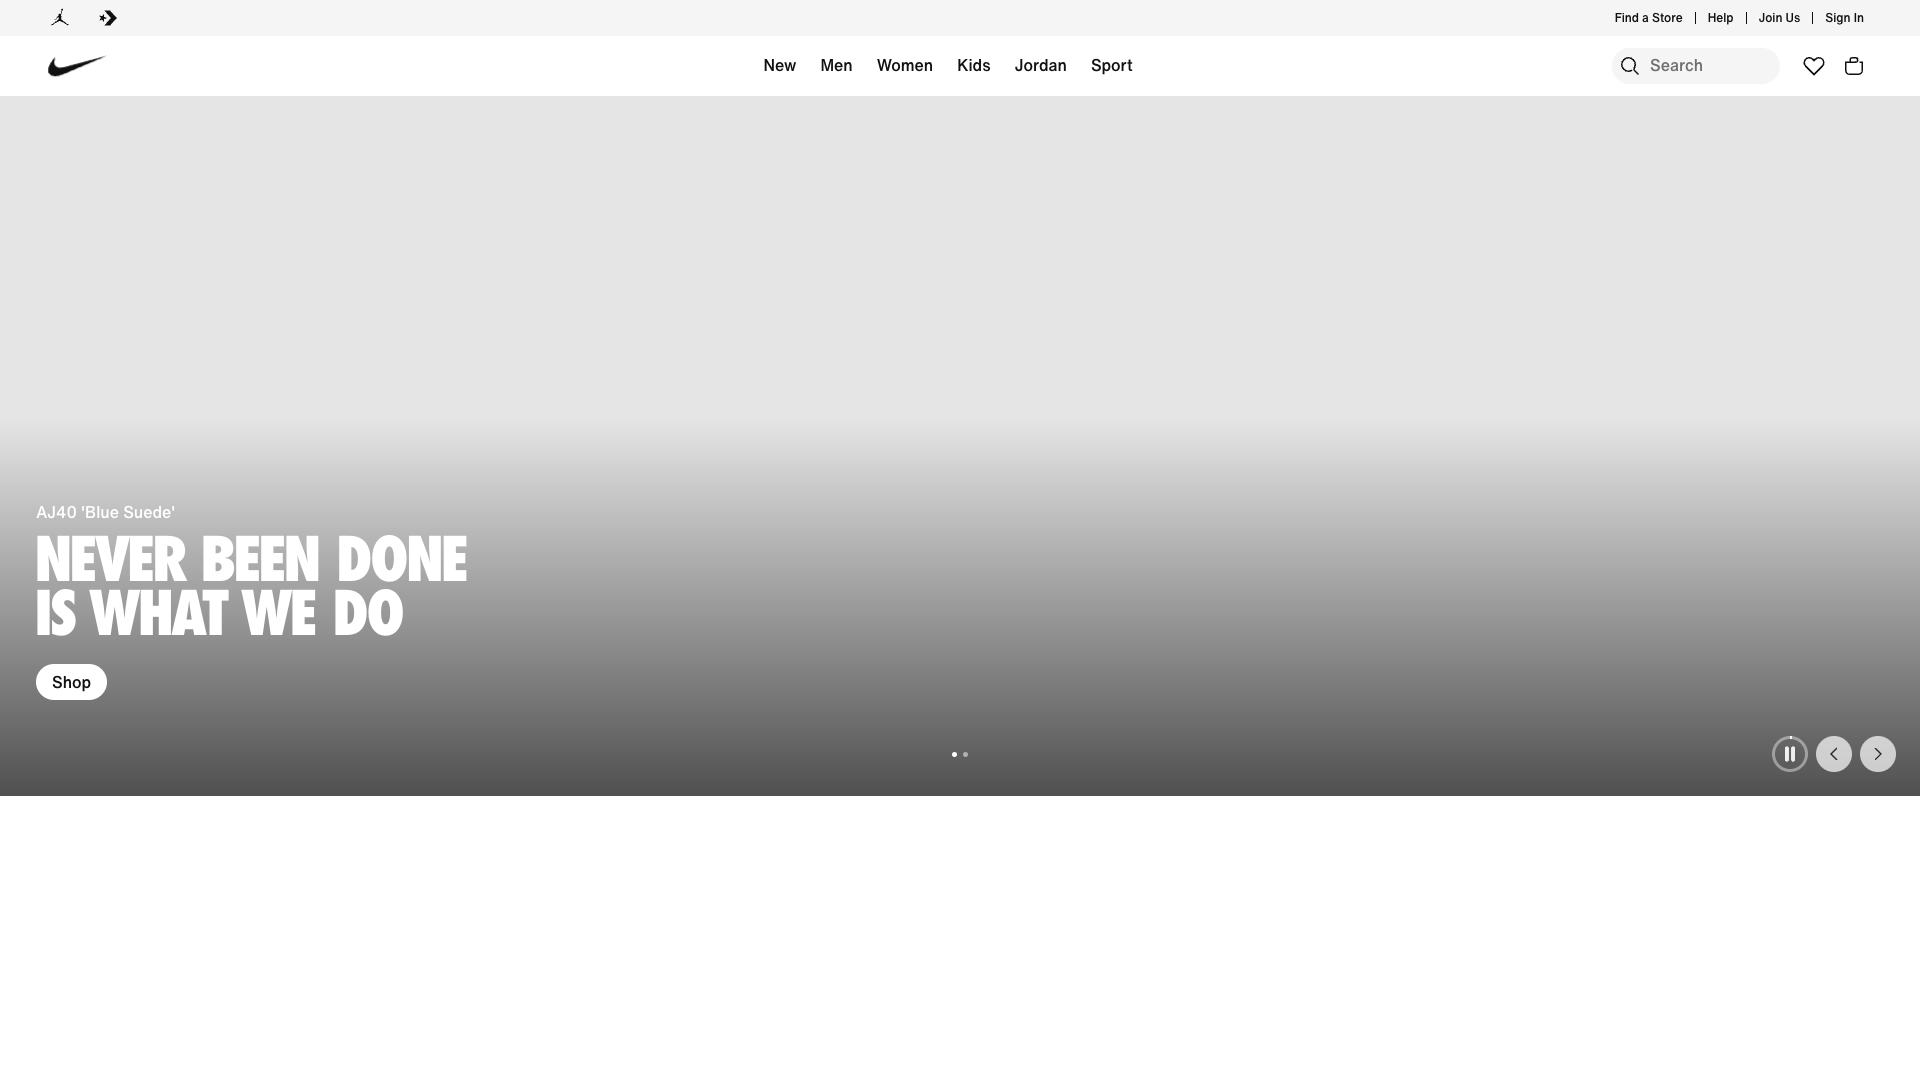 Find a Store
Help
Join Us
Sign In
New
Men
Women
Kids
Jordan
Sport
Search
AJ40 'Blue Suede'
NEVER BEEN DONE
IS WHAT WE DO
Shop